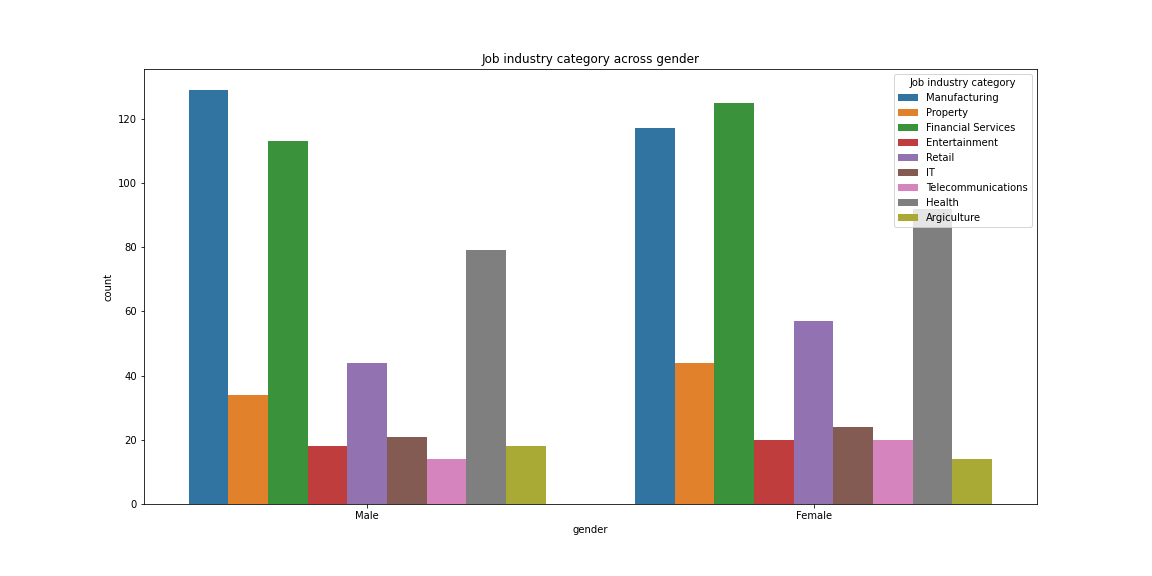 Job industry category across gender
Job industry category
Manufacturing
Property
Financial Services
Entertainment
Retail
IT
Telecommunications
Health
Argiculture
120
100
80
60
40
20
0
count
Male
Female
gender